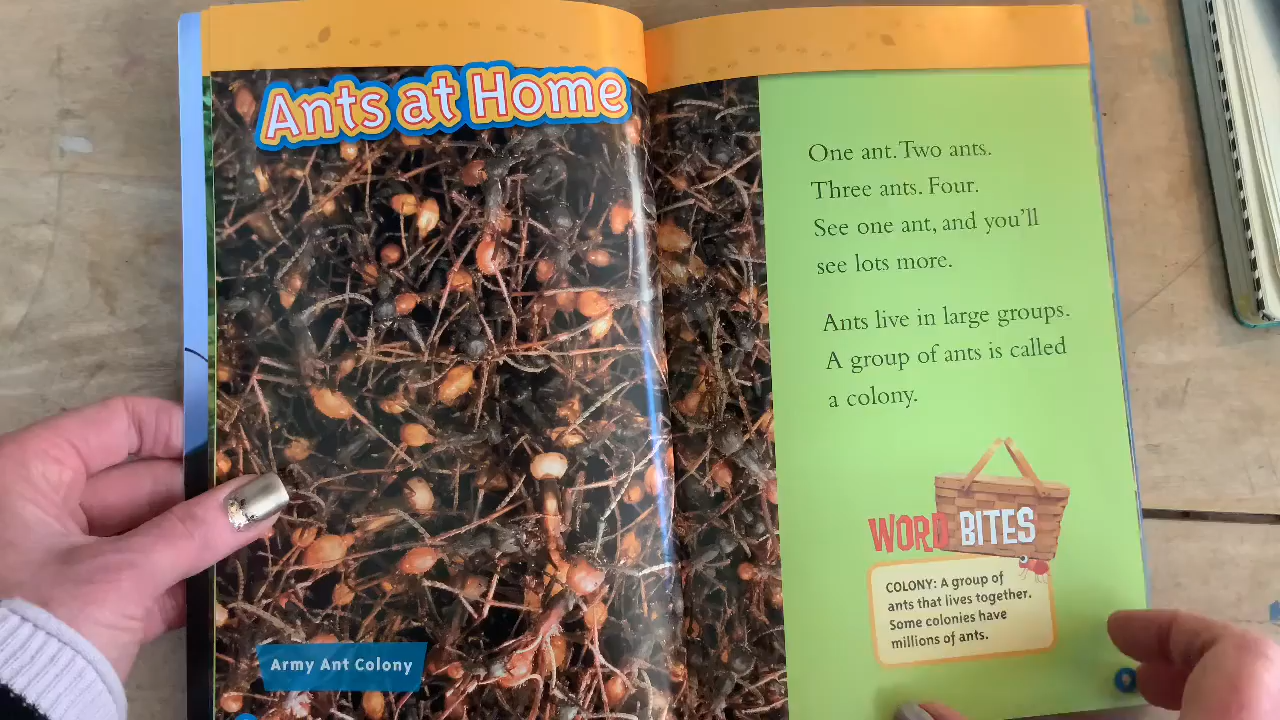 Ants at Home
Army Ant Colony
One ant. Two ants.
Three ants. Four.
See one ant, and you'll
see lots more.
Ants live in large groups.
A group of ants is called
a colony.
WORD BITES
COLONY: A group of
ants that lives together.
Some colonies have
millions of ants.